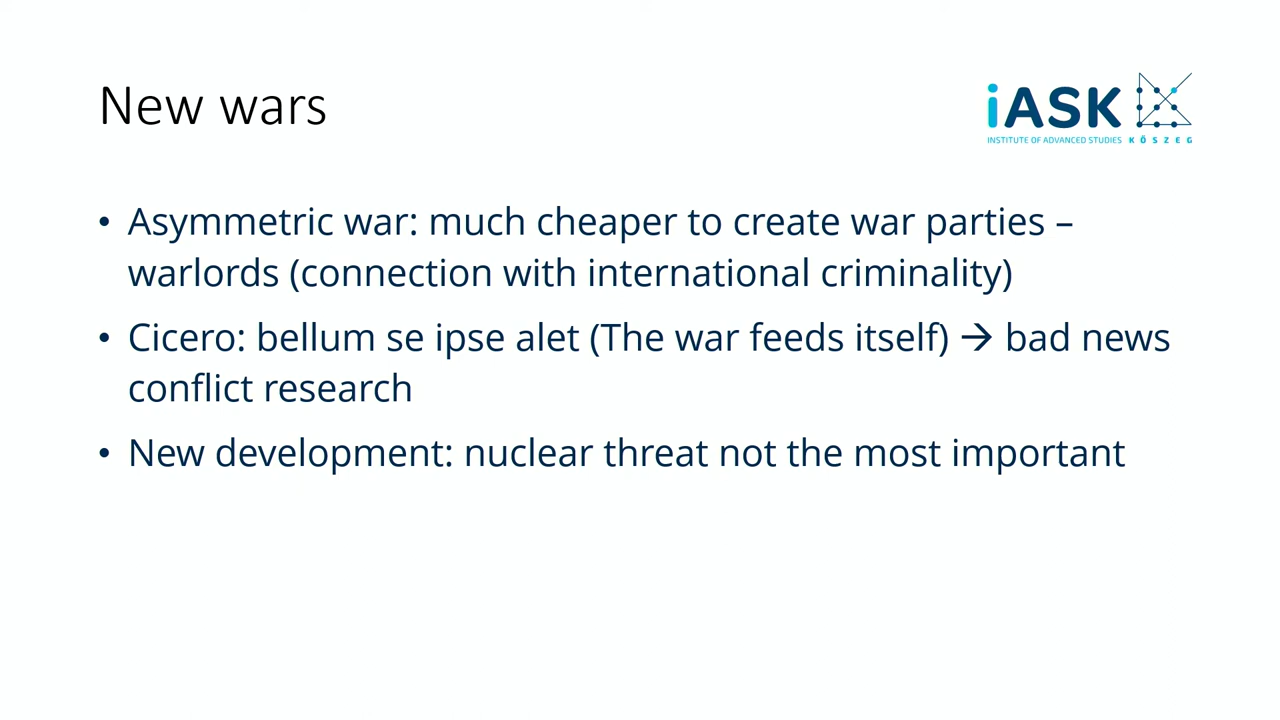 New wars
iASK
INSTITUTE OF ADVANCED STUDIES KŐSZEG
• Asymmetric war: much cheaper to create war parties –
warlords (connection with international criminality)
• Cicero: bellum se ipse alet (The war feeds itself) → bad news
conflict research
• New development: nuclear threat not the most important